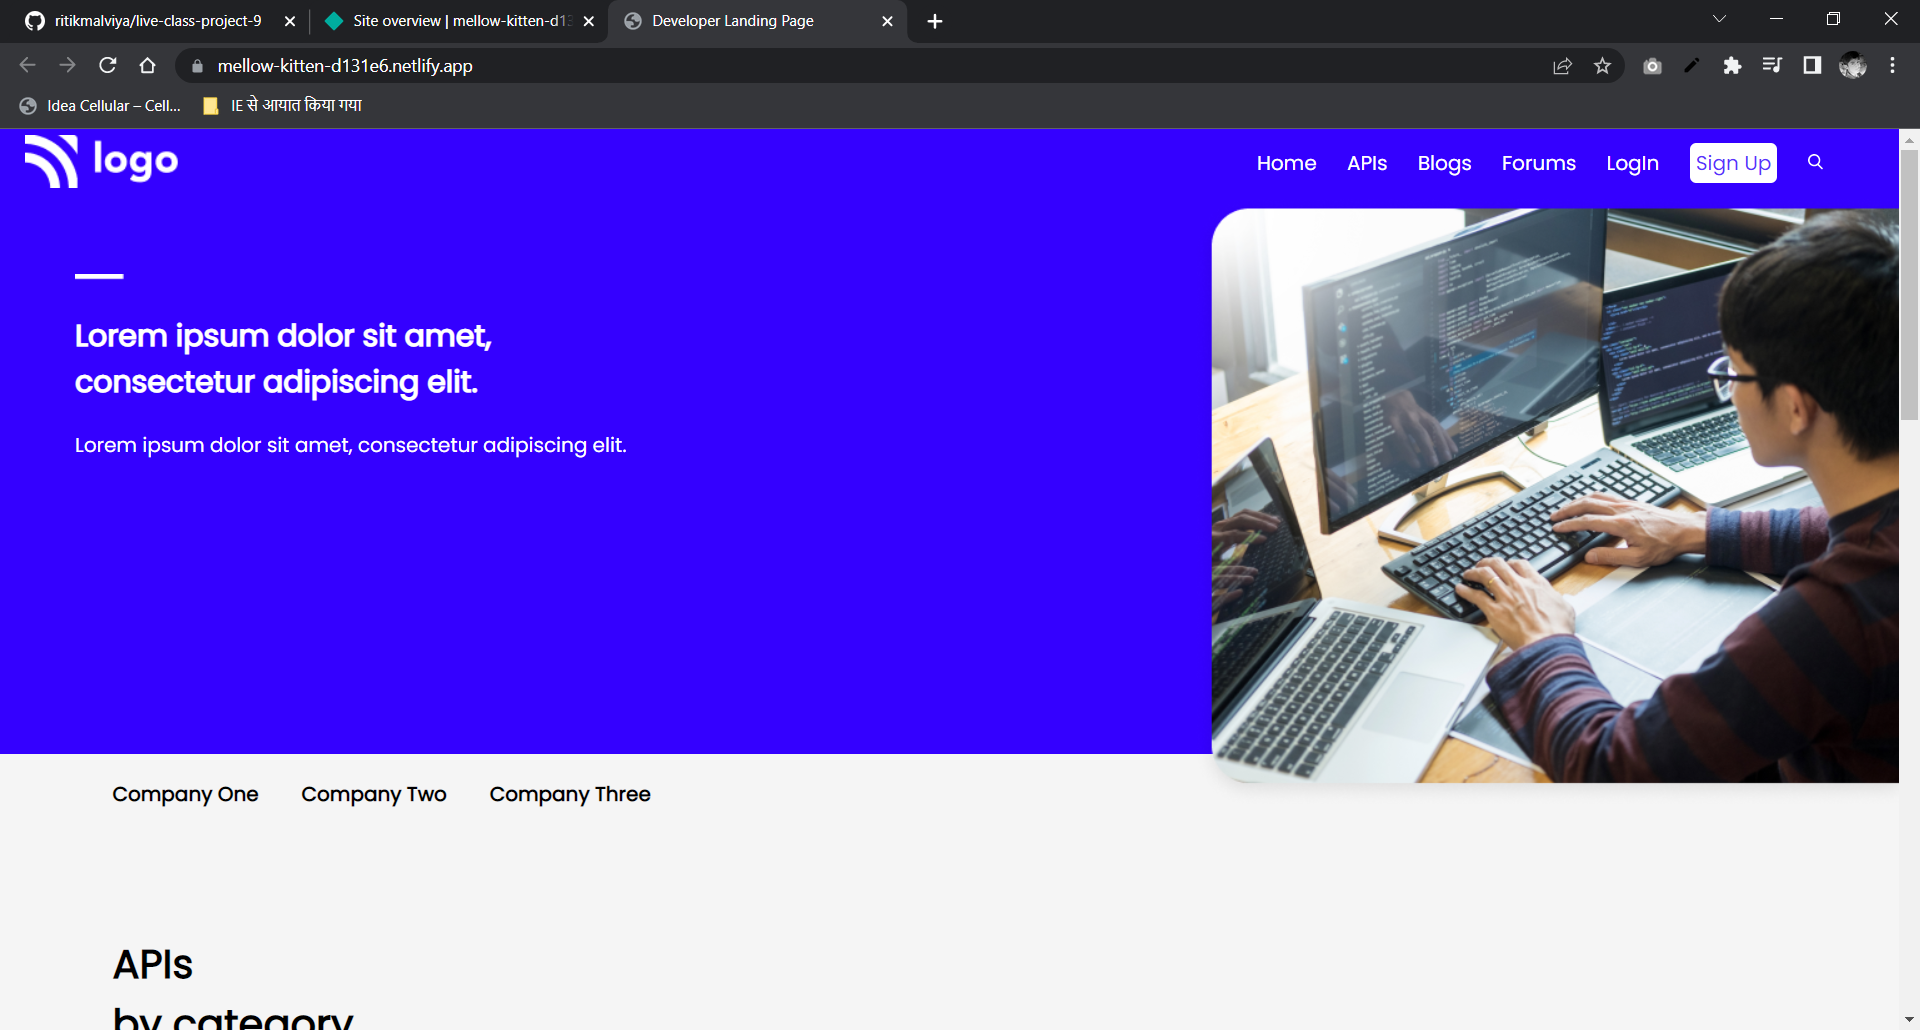 ritikmalviya/live-class-project-9
Site overview | mellow-kitten-d13
Developer Landing Page
mellow-kitten-d131e6.netlify.app
Idea Cellular – Cell...
IE से आयात किया गया
logo
Home
APIs
Blogs
Forums
LogIn
Sign Up
Lorem ipsum dolor sit amet,
consectetur adipiscing elit.
Lorem ipsum dolor sit amet, consectetur adipiscing elit.
Company One
Company Two
Company Three
APIs
by category